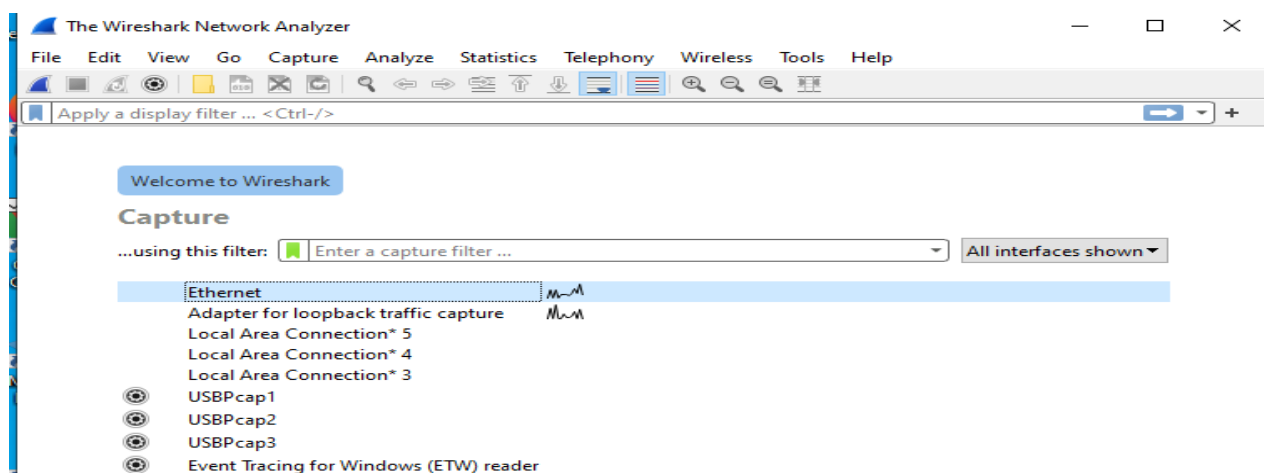 The Wireshark Network Analyzer
File Edit View Go Capture Analyze Statistics Telephony Wireless Tools Help
Apply a display filter ... <Ctrl-/>
Welcome to Wireshark
Capture
...using this filter: Enter a capture filter ... All interfaces shown
Ethernet
Adapter for loopback traffic capture
Local Area Connection* 5
Local Area Connection* 4
Local Area Connection* 3
USBPcap1
USBPcap2
USBPcap3
Event Tracing for Windows (ETW) reader